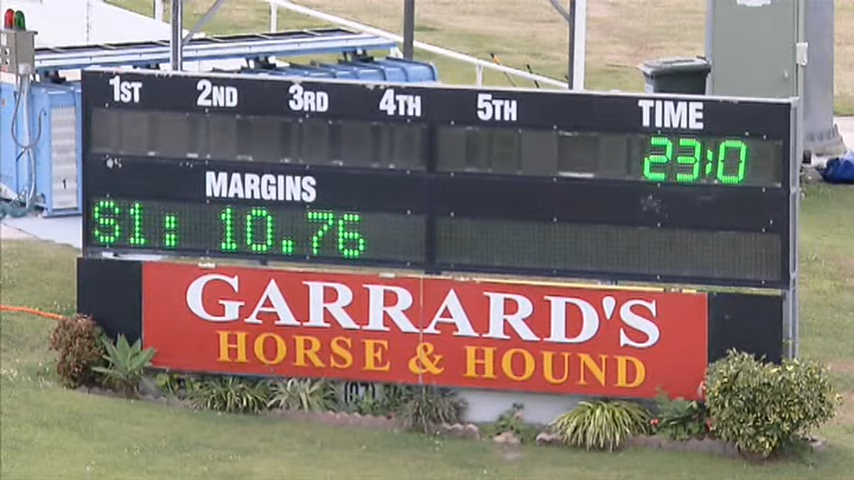 1ST 2ND 3RD 4TH 5TH TIME
23:0
MARGINS
S1: 10.76
GARRARD'S
HORSE & HOUND